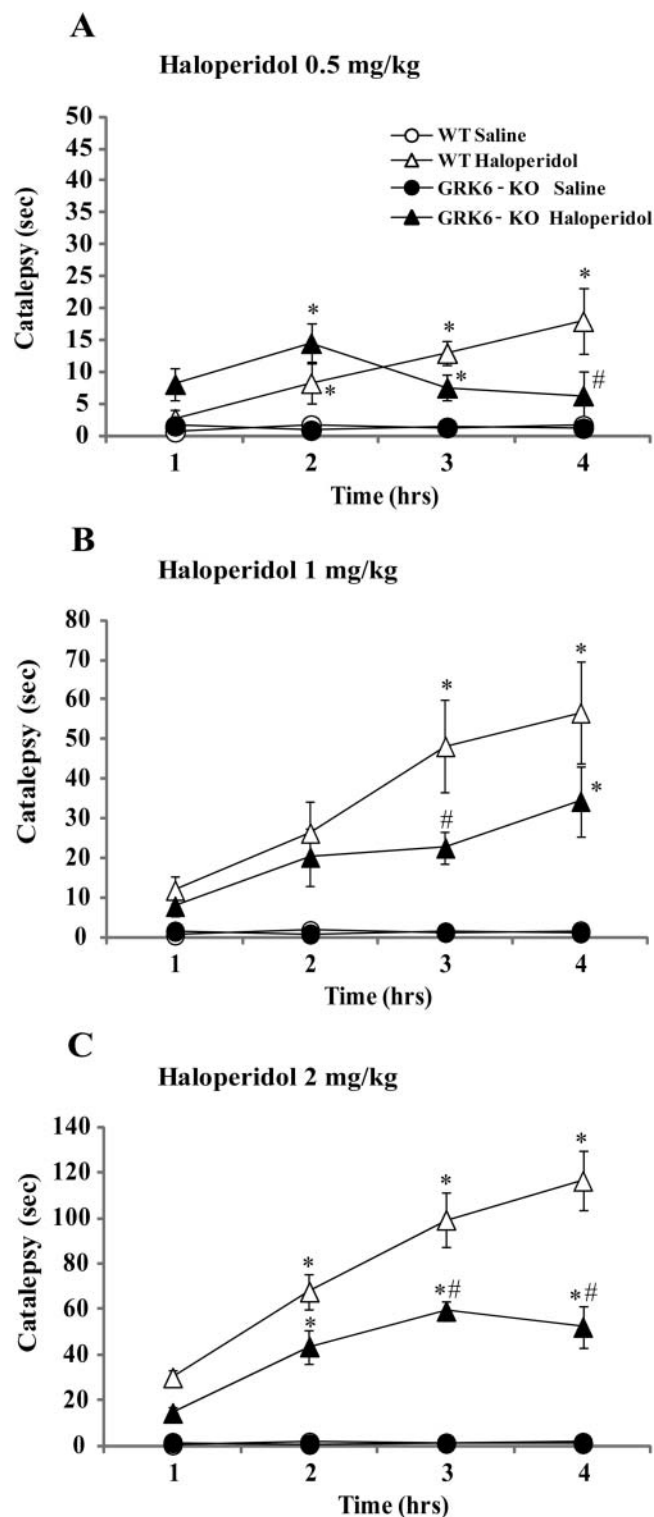 A
Haloperidol 0.5 mg/kg
50
45
40
35
30
25
20
15
10
5
0
Catalepsy (sec)
WT Saline
WT Haloperidol
GRK6 - KO Saline
GRK6 - KO Haloperidol
*
*
*
*
*
#
1 2 3 4
Time (hrs)
B
Haloperidol 1 mg/kg
80
70
60
50
40
30
20
10
0
Catalepsy (sec)
*
*
#
*
1 2 3 4
Time (hrs)
C
Haloperidol 2 mg/kg
140
120
100
80
60
40
20
0
Catalepsy (sec)
*
*
*
*
*#
*#
1 2 3 4
Time (hrs)